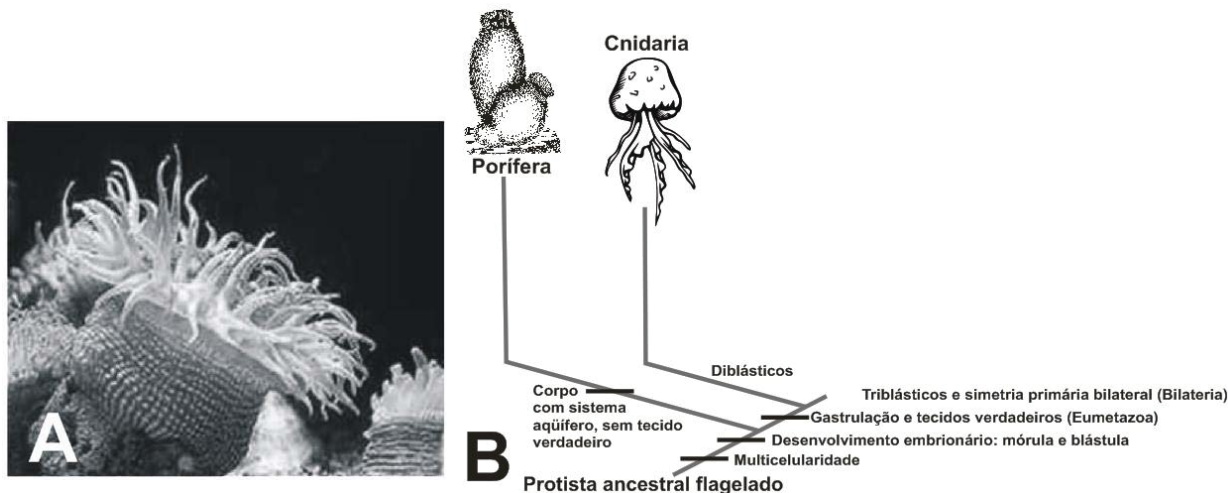 Cnidaria
Porífera
A
B
Diblásticos
Corpo
com sistema
aqüífero, sem tecido
verdadeiro
Triblásticos e simetria primária bilateral (Bilateria)
Gastrulação e tecidos verdadeiros (Eumetazoa)
Desenvolvimento embrionário: mórula e blástula
Multicelularidade
Protista ancestral flagelado